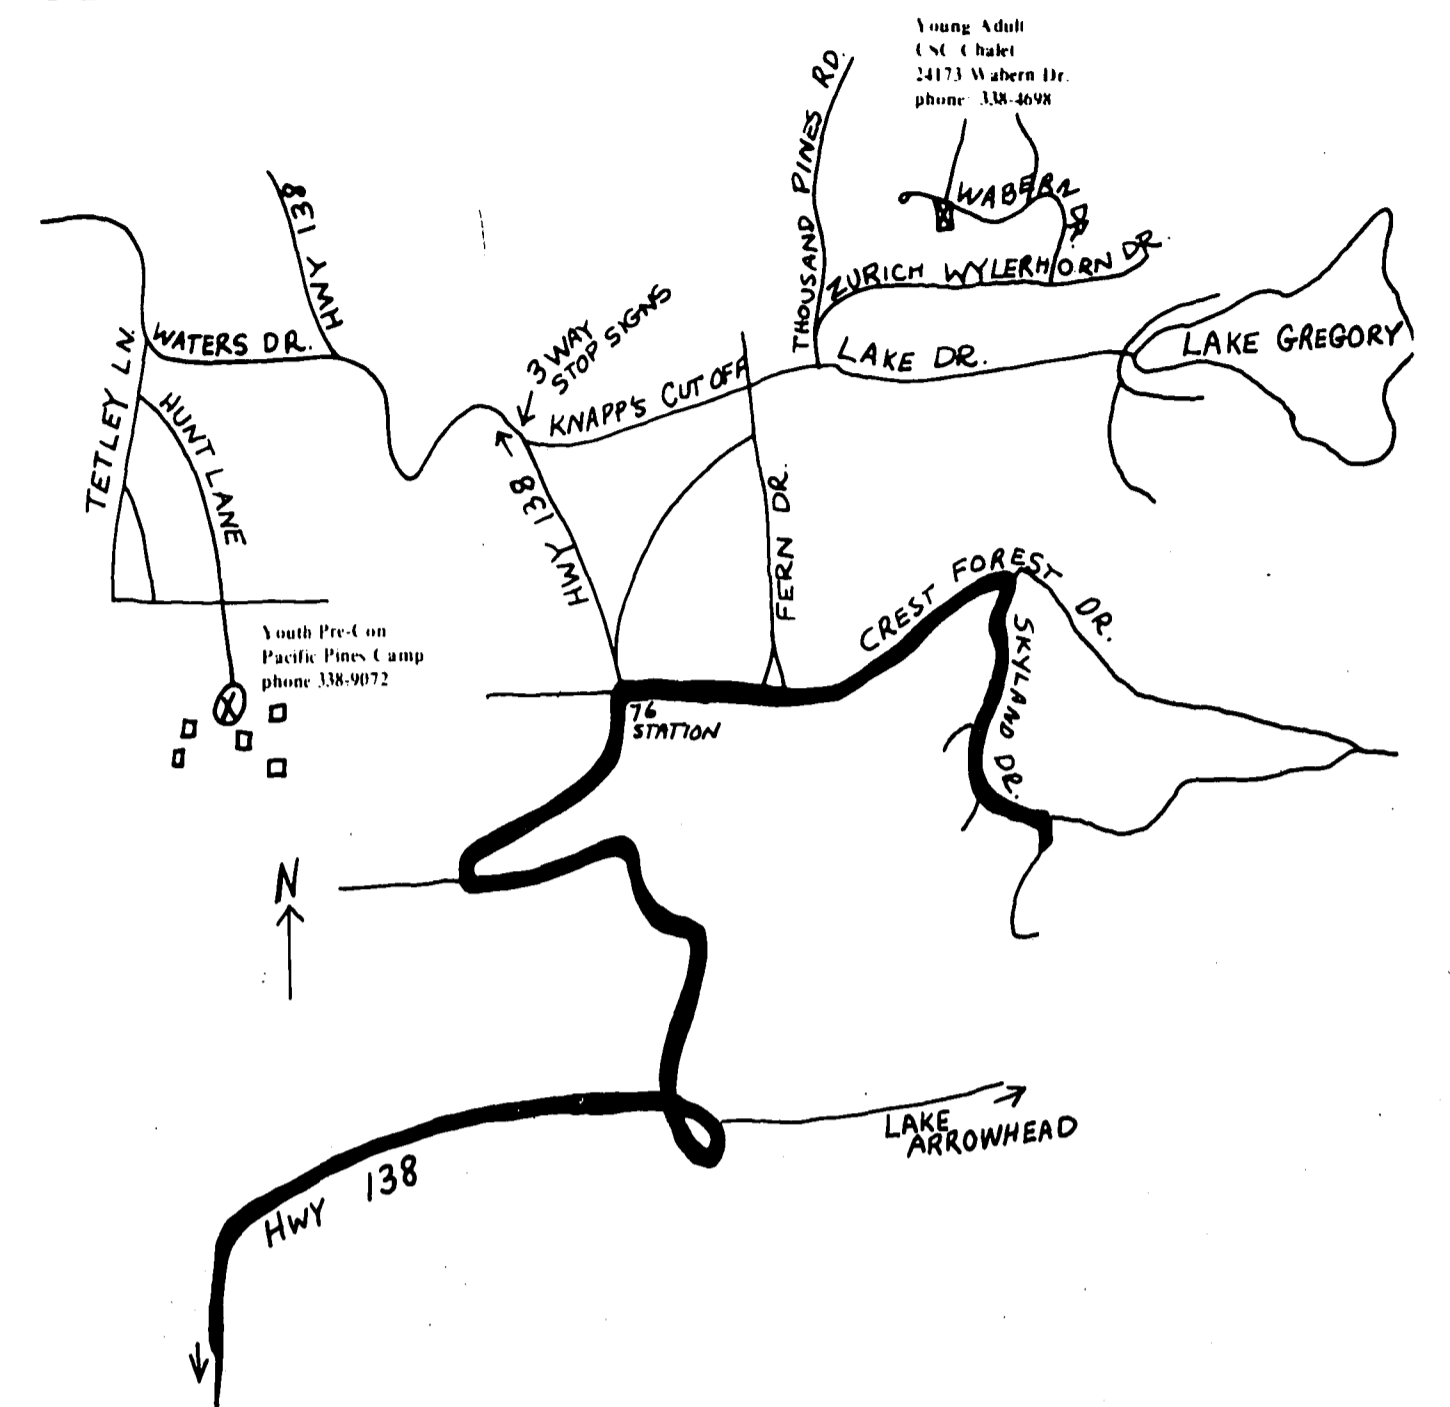 Young Adult
CSC Chalet
24173 Wabern Dr.
phone 338-4698
THOUSAND PINES RD.
WABERN DR.
ZURICH WYLERHORN DR.
HWY 138
WATERS DR.
3 WAY
STOP SIGNS
KNAPP'S CUT OFF
LAKE DR.
LAKE GREGORY
TETLEY LN.
HUNT LANE
HWY 138
FERN DR.
CREST FOREST DR.
SKYLAND DR.
Youth Pre-Con
Pacific Pines Camp
phone 338-9072
X
76
STATION
N
LAKE
ARROWHEAD
HWY 138